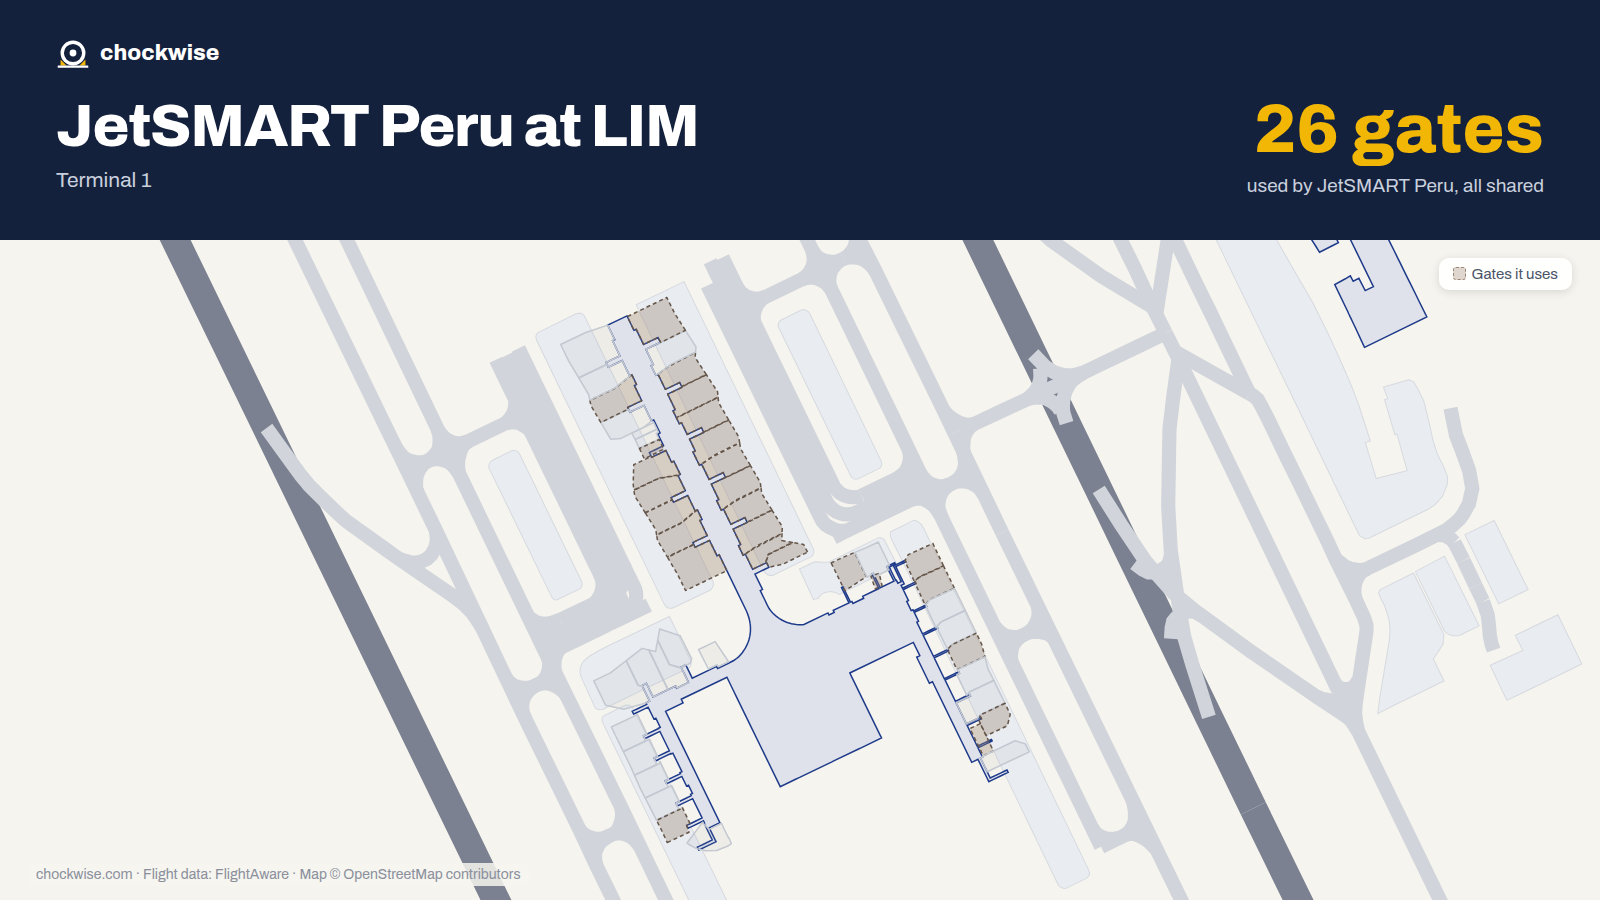 chockwise
JetSMART Peru at LIM
Terminal 1
26 gates
used by JetSMART Peru, all shared
Gates it uses
chockwise.com · Flight data: FlightAware · Map © OpenStreetMap contributors